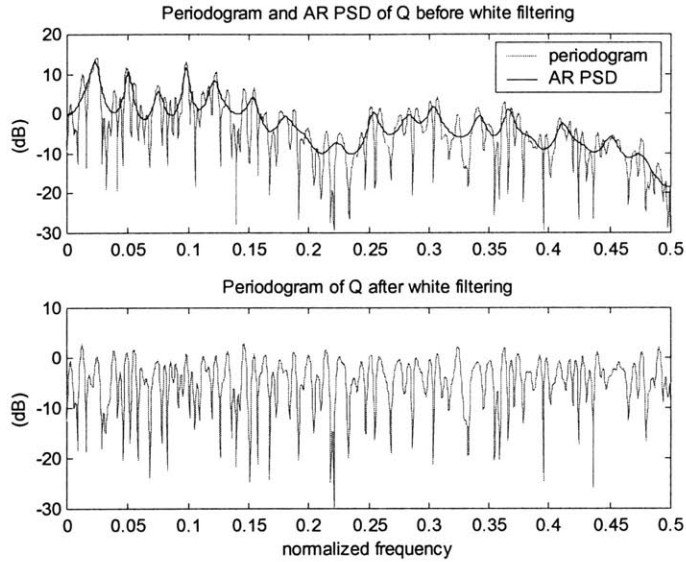 Periodogram and AR PSD of Q before white filtering
20
10
0
-10
-20
-30
(dB)
periodogram
AR PSD
0 0.05 0.1 0.15 0.2 0.25 0.3 0.35 0.4 0.45 0.5
Periodogram of Q after white filtering
10
0
-10
-20
-30
(dB)
0 0.05 0.1 0.15 0.2 0.25 0.3 0.35 0.4 0.45 0.5
normalized frequency